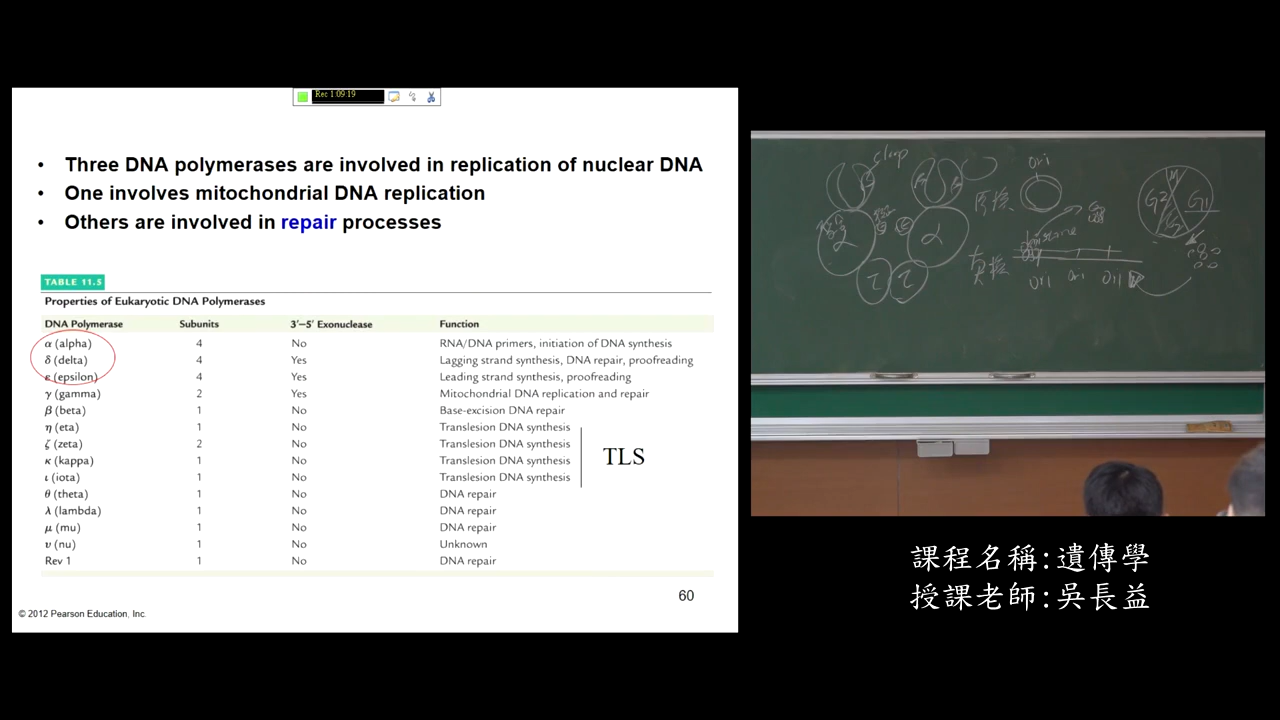 Rec 1:09:19
• Three DNA polymerases are involved in replication of nuclear DNA
• One involves mitochondrial DNA replication
• Others are involved in repair processes
TABLE 11.5
Properties of Eukaryotic DNA Polymerases
DNA Polymerase Subunits 3′–5′ Exonuclease Function
α (alpha) 4 No RNA/DNA primers, initiation of DNA synthesis
δ (delta) 4 Yes Lagging strand synthesis, DNA repair, proofreading
ε (epsilon) 4 Yes Leading strand synthesis, proofreading
γ (gamma) 2 Yes Mitochondrial DNA replication and repair
β (beta) 1 No Base-excision DNA repair
η (eta) 1 No Translesion DNA synthesis
ζ (zeta) 2 No Translesion DNA synthesis
κ (kappa) 1 No Translesion DNA synthesis
ι (iota) 1 No Translesion DNA synthesis
TLS
θ (theta) 1 No DNA repair
λ (lambda) 1 No DNA repair
μ (mu) 1 No DNA repair
υ (nu) 1 No Unknown
Rev 1 1 No DNA repair
60
© 2012 Pearson Education, Inc.
ori
G2 M G1
α α
原核
histone
真核
ori ori ori
τ τ
課程名稱:遺傳學
授課老師:吳長益